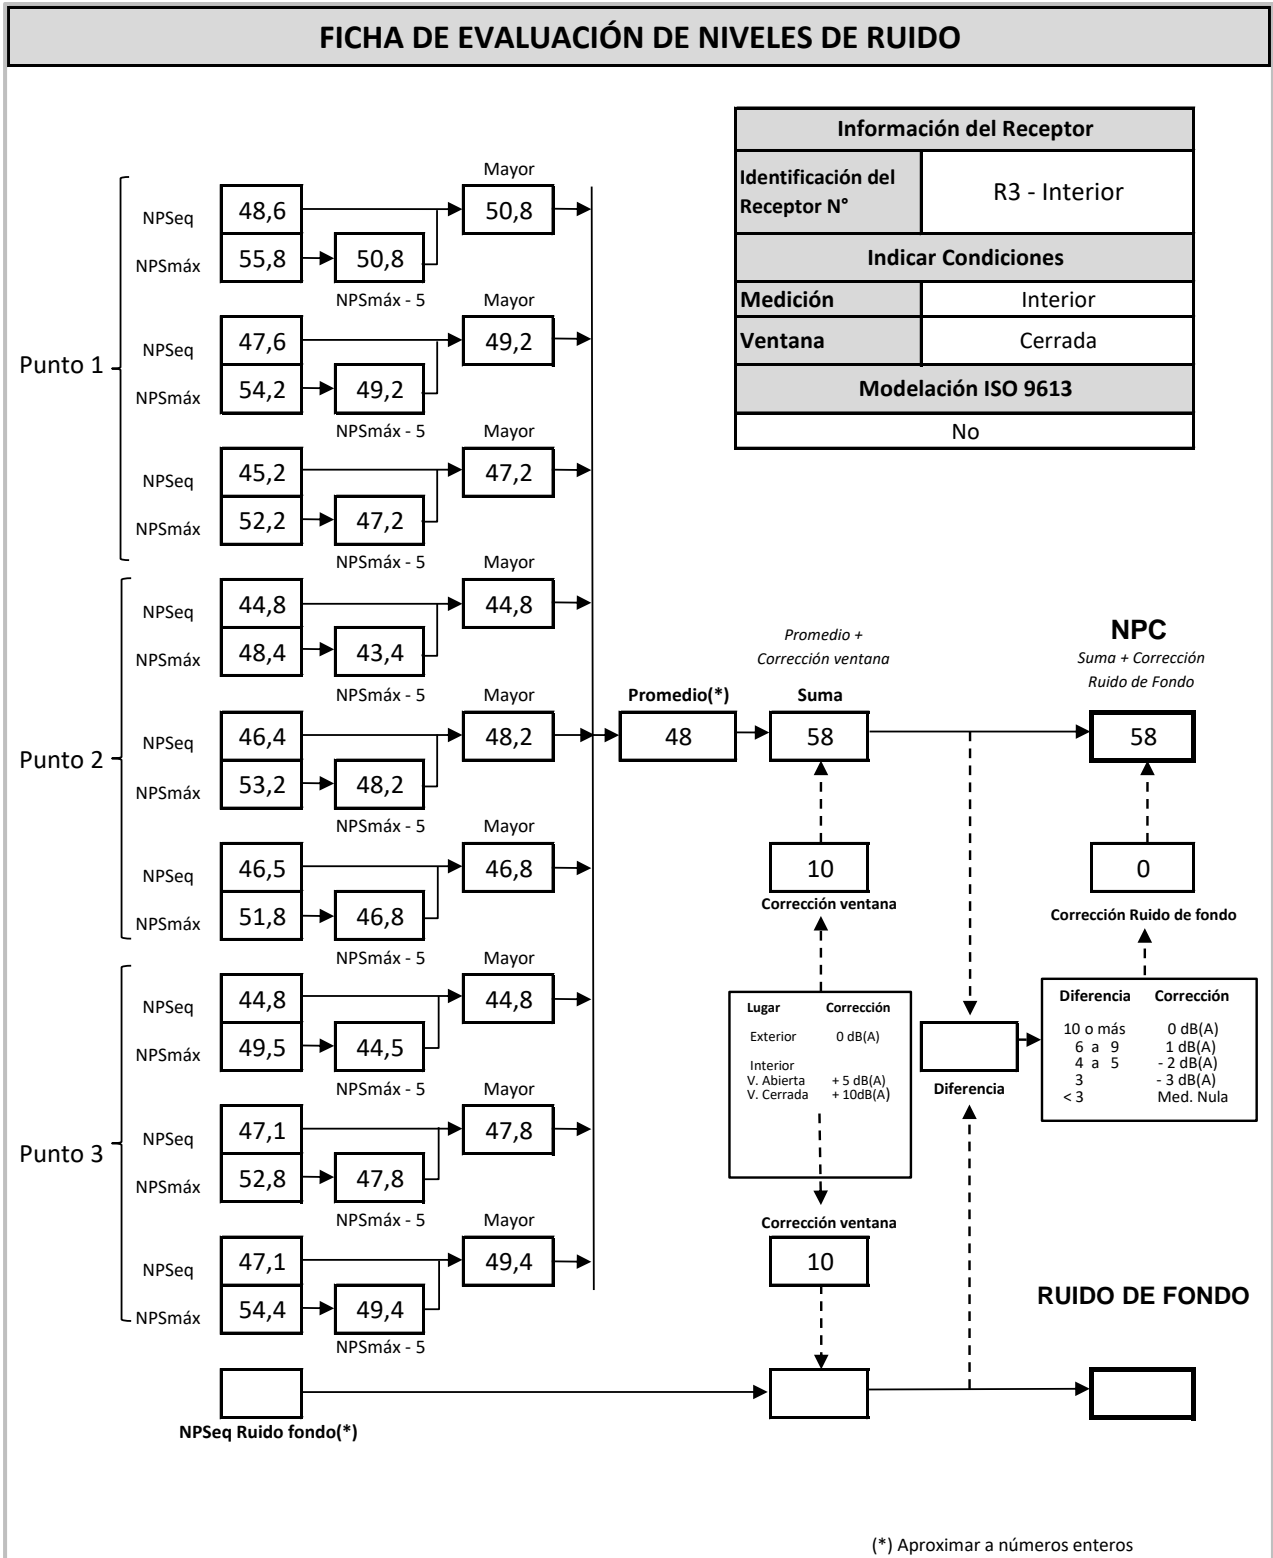 FICHA DE EVALUACIÓN DE NIVELES DE RUIDO
Información del Receptor
Identificación del Receptor N°
R3 - Interior
Indicar Condiciones
Medición
Interior
Ventana
Cerrada
Modelación ISO 9613
No
Punto 1
Mayor
NPSeq
48,6
50,8
NPSmáx
55,8
50,8
NPSmáx - 5
Mayor
NPSeq
47,6
49,2
NPSmáx
54,2
49,2
NPSmáx - 5
Mayor
NPSeq
45,2
47,2
NPSmáx
52,2
47,2
NPSmáx - 5
Punto 2
Mayor
NPSeq
44,8
44,8
NPSmáx
48,4
43,4
NPSmáx - 5
Mayor
NPSeq
46,4
48,2
NPSmáx
53,2
48,2
NPSmáx - 5
Mayor
NPSeq
46,5
46,8
NPSmáx
51,8
46,8
NPSmáx - 5
Punto 3
Mayor
NPSeq
44,8
44,8
NPSmáx
49,5
44,5
NPSmáx - 5
Mayor
NPSeq
47,1
47,8
NPSmáx
52,8
47,8
NPSmáx - 5
Mayor
NPSeq
47,1
49,4
NPSmáx
54,4
49,4
NPSmáx - 5
NPSeq Ruido fondo(*)
Promedio(*)
48
Promedio +
Corrección ventana
Suma
58
10
Corrección ventana
Lugar Corrección
Exterior 0 dB(A)
Interior
V. Abierta + 5 dB(A)
V. Cerrada + 10dB(A)
Corrección ventana
10
Diferencia
NPC
Suma + Corrección
Ruido de Fondo
58
0
Corrección Ruido de fondo
Diferencia Corrección
10 o más 0 dB(A)
6 a 9 1 dB(A)
4 a 5 - 2 dB(A)
3 - 3 dB(A)
< 3 Med. Nula
RUIDO DE FONDO
(*) Aproximar a números enteros